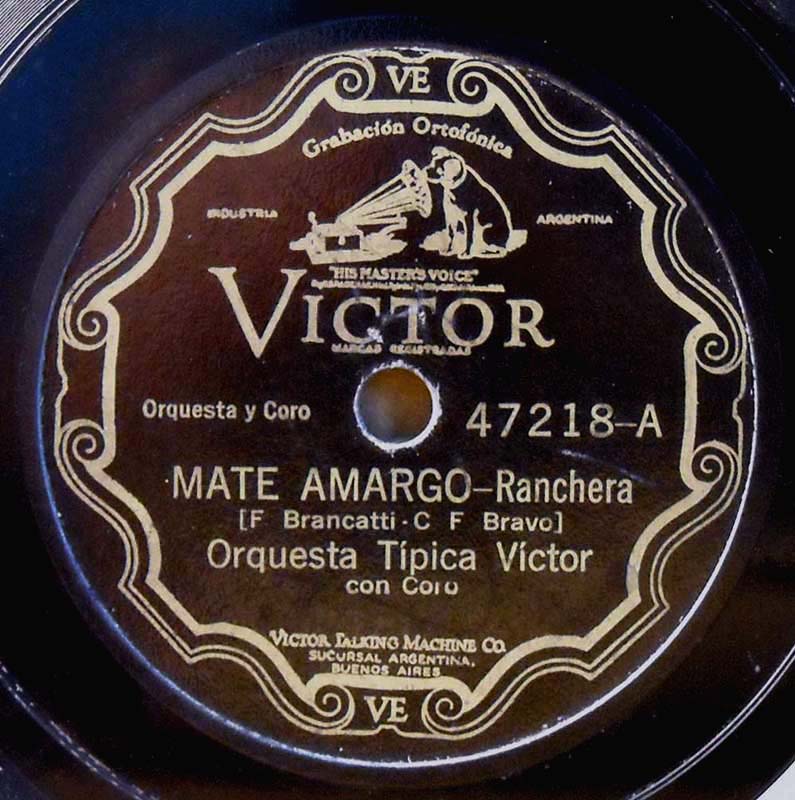 VE
Grabación Ortofónica
INDUSTRIA ARGENTINA
"HIS MASTER'S VOICE"
VICTOR
MARCAS REGISTRADAS
Orquesta y Coro 47218-A
MATE AMARGO-Ranchera
[F Brancatti · C F Bravo]
Orquesta Típica Víctor
con Coro
VICTOR TALKING MACHINE CO.
SUCURSAL ARGENTINA,
BUENOS AIRES
VE